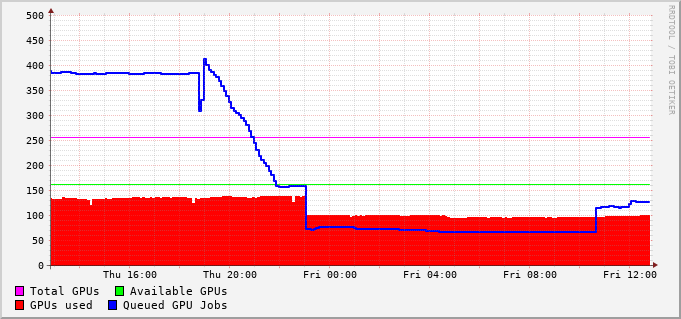 RRDTOOL / TOBI OETIKER
500
450
400
350
300
250
200
150
100
50
0
Thu 16:00 Thu 20:00 Fri 00:00 Fri 04:00 Fri 08:00 Fri 12:00
Total GPUs Available GPUs
GPUs used Queued GPU Jobs